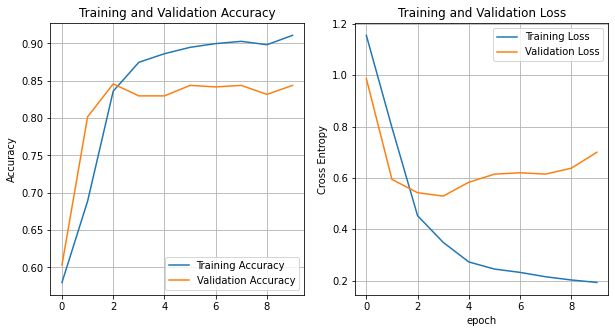 Training and Validation Accuracy
Accuracy
0.90
0.85
0.80
0.75
0.70
0.65
0.60
0 2 4 6 8
Training Accuracy
Validation Accuracy
Training and Validation Loss
Cross Entropy
1.2
1.0
0.8
0.6
0.4
0.2
0 2 4 6 8
epoch
Training Loss
Validation Loss